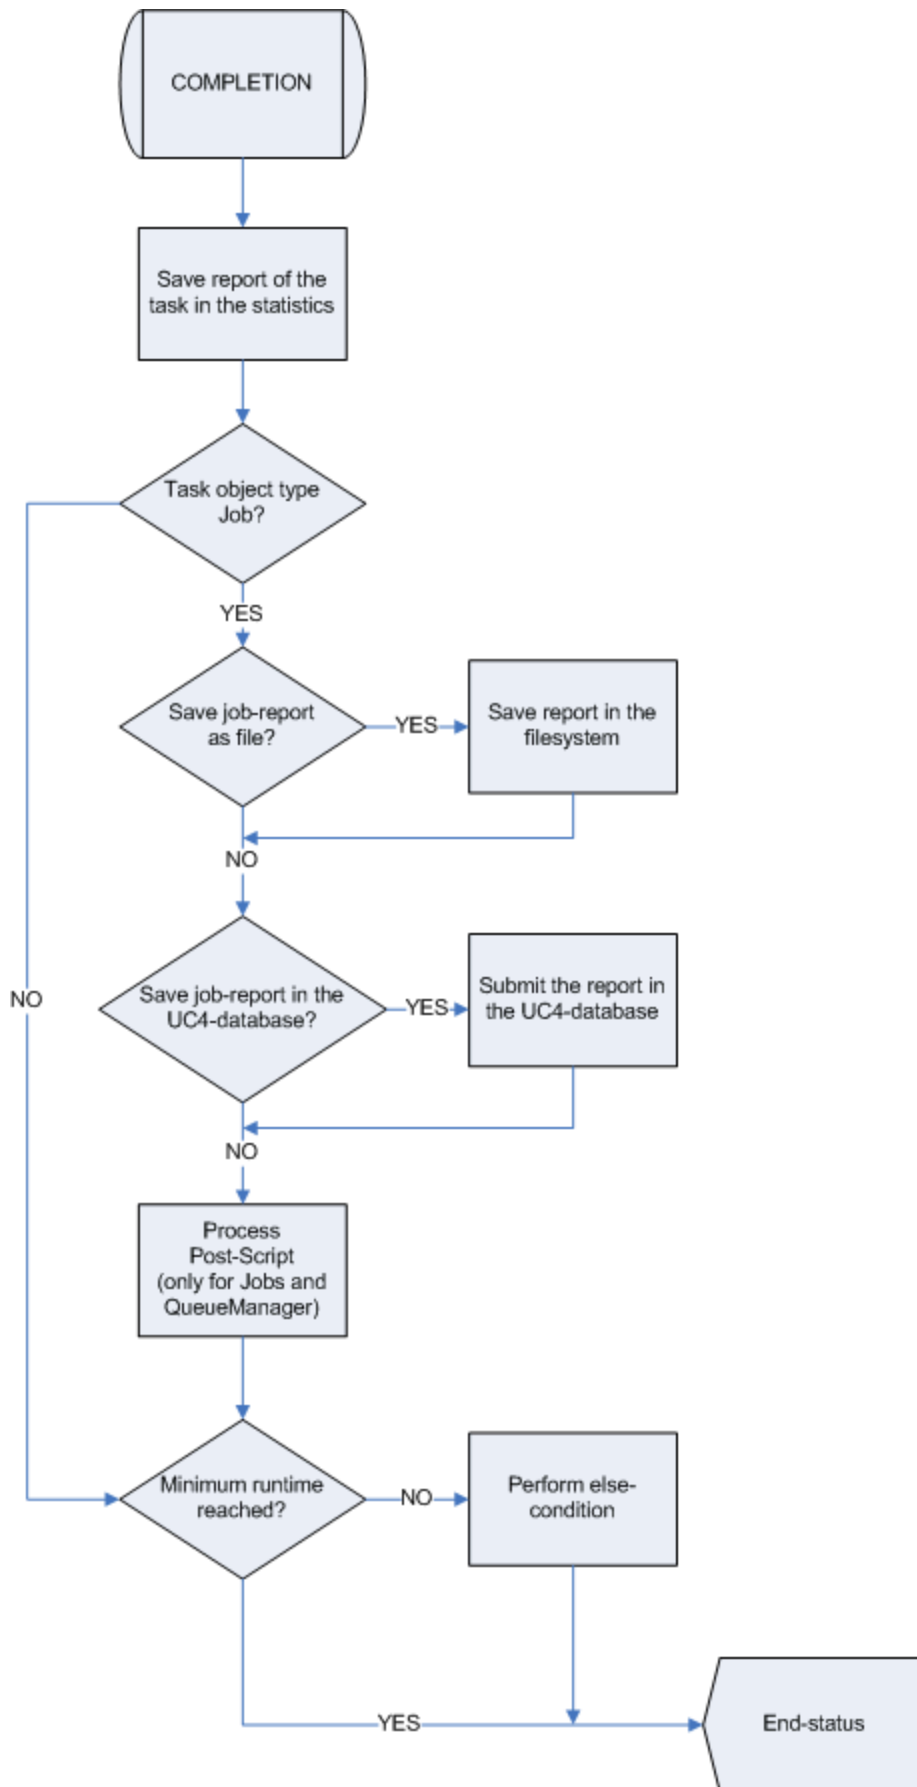 COMPLETION
Save report of the
task in the statistics
Task object type
Job?
YES
Save job-report
as file?
YES
Save report in the
filesystem
NO
Save job-report in the
UC4-database?
YES
Submit the report in
the UC4-database
NO
NO
Process
Post-Script
(only for Jobs and
QueueManager)
Minimum runtime
reached?
NO
Perform else-
condition
YES
End-status